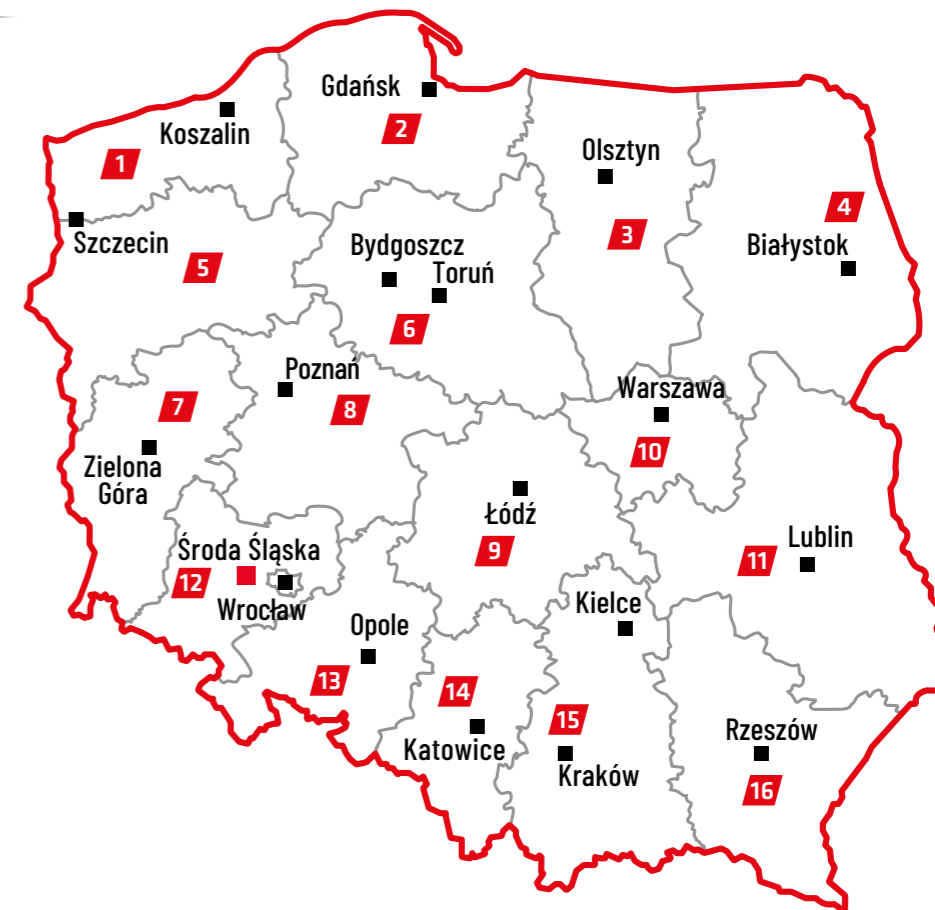 Gdańsk
Koszalin
2
1
Olsztyn
4
Szczecin
3
Białystok
5
Bydgoszcz
Toruń
6
Poznań
Warszawa
7
8
10
Zielona
Góra
Łódź
9
Środa Śląska
12
Wrocław
11
Lublin
Kielce
Opole
13
14
15
Katowice
Kraków
Rzeszów
16